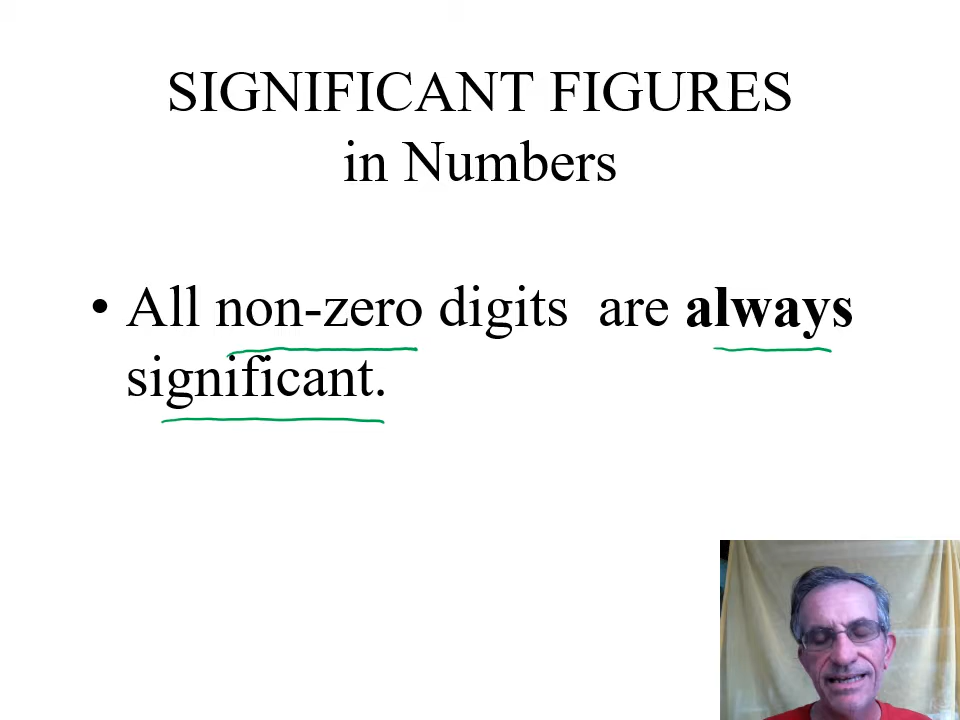 SIGNIFICANT FIGURES
in Numbers
• All non-zero digits are always
significant.